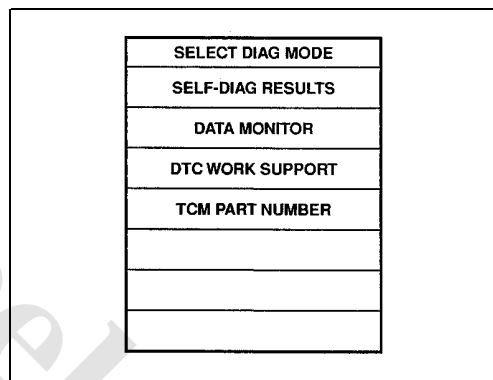 SELECT DIAG MODE
SELF-DIAG RESULTS
DATA MONITOR
DTC WORK SUPPORT
TCM PART NUMBER